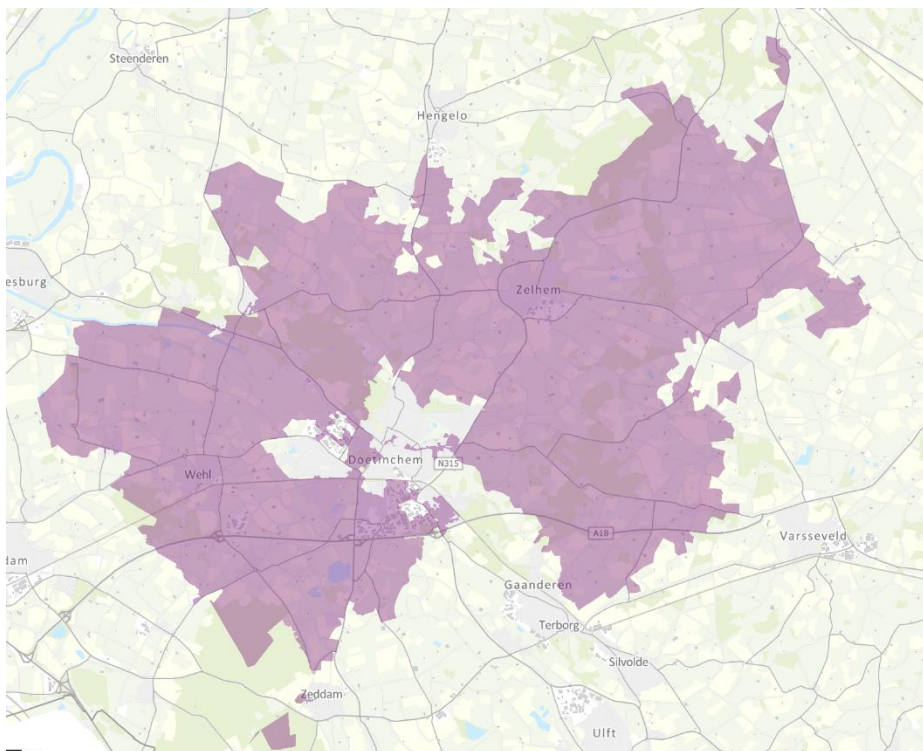 Steenderen
Hengelo
esburg
Zelhem
Doetinchem
N315
Wehl
A18
Varsseveld
dam
Gaanderen
Terborg
Silvolde
Zeddam
Ulft